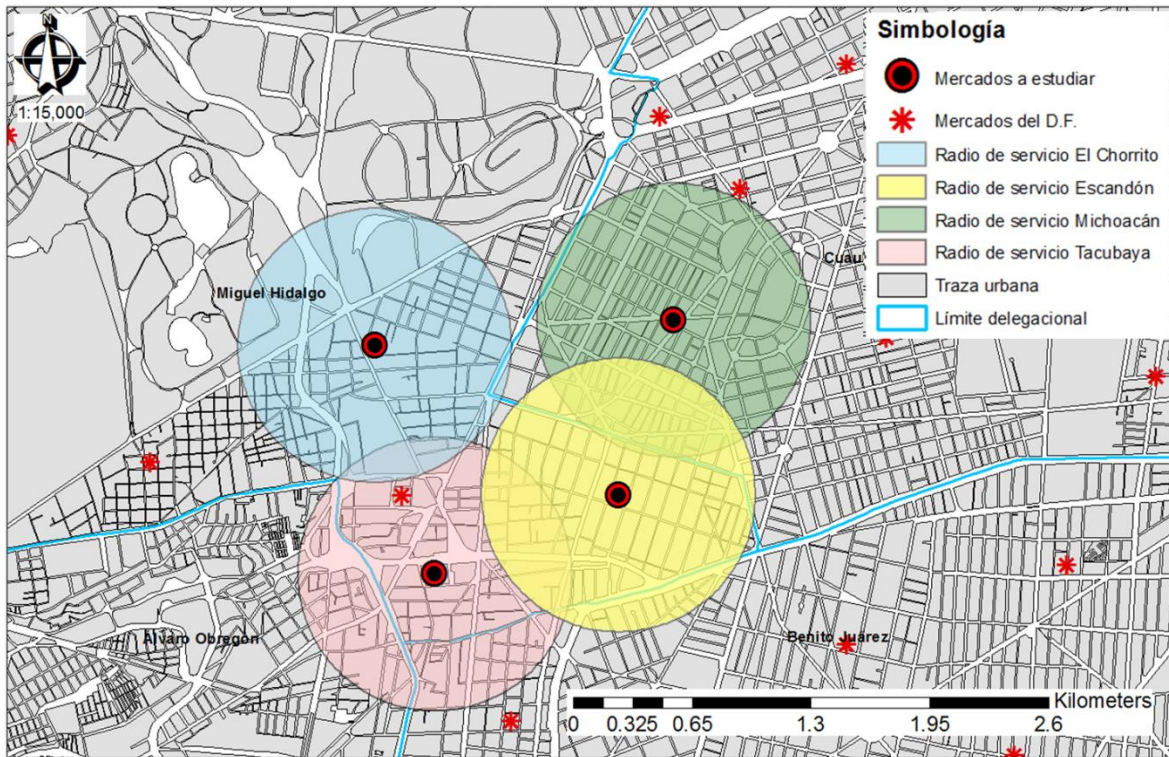 N
1:15,000
Simbología
Mercados a estudiar
Mercados del D.F.
Radio de servicio El Chorrito
Radio de servicio Escandón
Radio de servicio Michoacán
Radio de servicio Tacubaya
Traza urbana
Límite delegacional
Cuau
Miguel Hidalgo
Álvaro Obregón
Benito Juárez
Kilometers
0 0.325 0.65 1.3 1.95 2.6